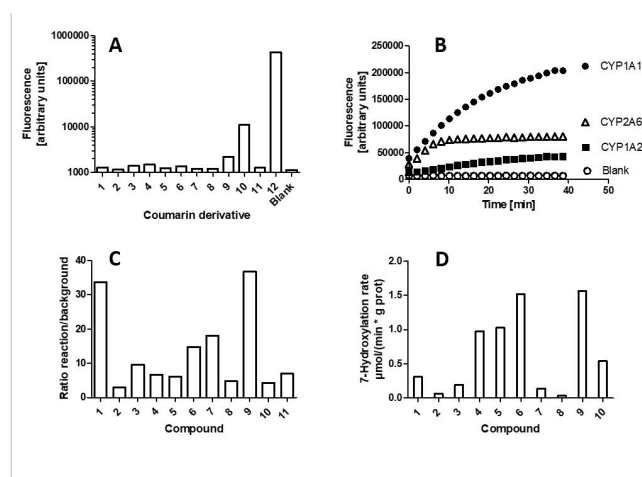 A
Fluorescence
[arbitrary units]
1000000
100000
10000
1000
1 2 3 4 5 6 7 8 9 10 11 12 Blank
Coumarin derivative
B
Fluorescence
[arbitrary units]
250000
200000
150000
100000
50000
0
0 10 20 30 40 50
Time [min]
CYP1A1
CYP2A6
CYP1A2
Blank
C
Ratio reaction/background
40
30
20
10
0
1 2 3 4 5 6 7 8 9 10 11
Compound
D
7-Hydroxylation rate
µmol/(min * g prot)
2.0
1.5
1.0
0.5
0.0
1 2 3 4 5 6 7 8 9 10
Compound